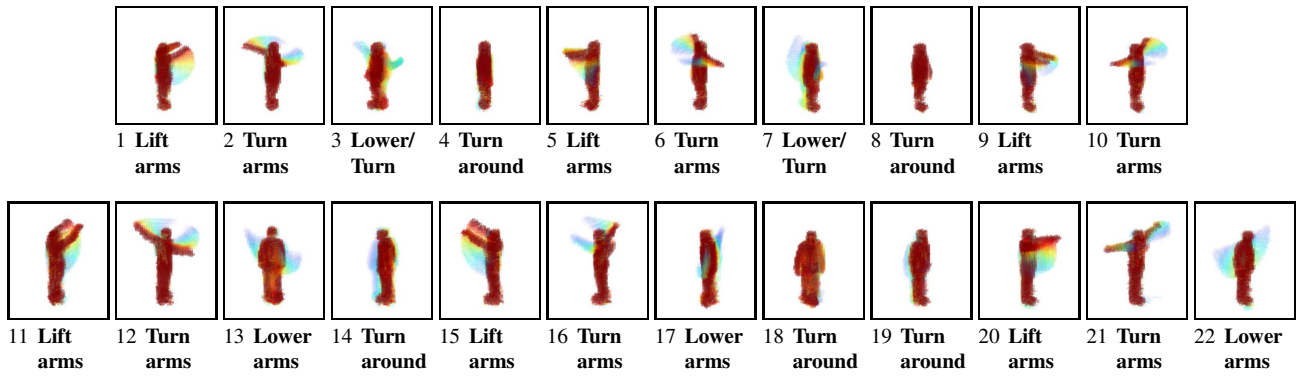 1 Lift arms
2 Turn arms
3 Lower/ Turn
4 Turn around
5 Lift arms
6 Turn arms
7 Lower/ Turn
8 Turn around
9 Lift arms
10 Turn arms
11 Lift arms
12 Turn arms
13 Lower arms
14 Turn around
15 Lift arms
16 Turn arms
17 Lower arms
18 Turn around
19 Turn around
20 Lift arms
21 Turn arms
22 Lower arms